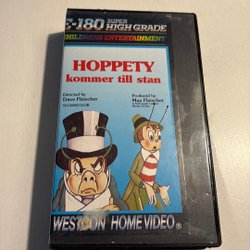 E-180 SUPER HIGH GRADE
CHILDRENS ENTERTAINMENT
HOPPETY
kommer till stan
Directed by
Dave Fleischer
TECHNICOLOR
Produced by
Max Fleischer
WESTCON HOME VIDEO®